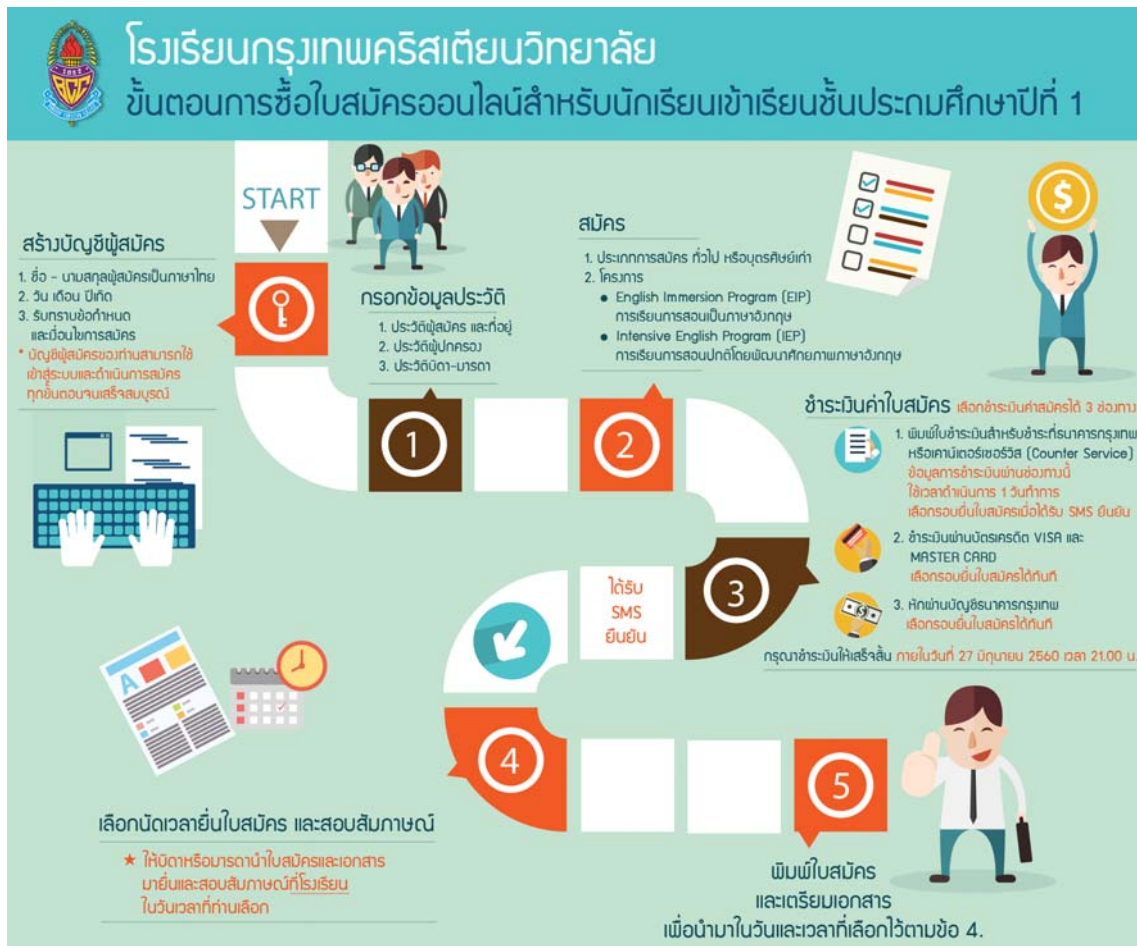 โรงเรียนกรุงเทพคริสเตียนวิทยาลัย
ขั้นตอนการซื้อใบสมัครออนไลน์สำหรับนักเรียนเข้าเรียนชั้นประถมศึกษาปีที่ 1
1852
BCC
START
สร้างบัญชีผู้สมัคร
1. ชื่อ - นามสกุลผู้สมัครเป็นภาษาไทย
2. วัน เดือน ปีเกิด
3. รับทราบข้อกำหนด
และเงื่อนไขการสมัคร
* บัญชีผู้สมัครของท่านสามารถใช้
เข้าสู่ระบบและดำเนินการสมัคร
ทุกขั้นตอนจนเสร็จสมบูรณ์
กรอกข้อมูลประวัติ
1. ประวัติผู้สมัคร และที่อยู่
2. ประวัติผู้ปกครอง
3. ประวัติบิดา-มารดา
1
สมัคร
1. ประเภทการสมัคร ทั่วไป หรือบุตรศิษย์เก่า
2. โครงการ
• English Immersion Program (EIP)
การเรียนการสอนเป็นภาษาอังกฤษ
• Intensive English Program (IEP)
การเรียนการสอนปกติโดยพัฒนาศักยภาพภาษาอังกฤษ
2
$
ชำระเงินค่าใบสมัคร เลือกชำระเงินค่าสมัครได้ 3 ช่องทาง
1. พิมพ์ใบชำระเงินสำหรับชำระที่ธนาคารกรุงเทพ
หรือเคาน์เตอร์เซอร์วิส (Counter Service)
ข้อมูลการชำระเงินผ่านช่องทางนี้
ใช้เวลาดำเนินการ 1 วันทำการ
เลือกรอบยื่นใบสมัครเมื่อได้รับ SMS ยืนยัน
2. ชำระเงินผ่านบัตรเครดิต VISA และ
MASTER CARD
เลือกรอบยื่นใบสมัครได้ทันที
3. หักผ่านบัญชีธนาคารกรุงเทพ
เลือกรอบยื่นใบสมัครได้ทันที
กรุณาชำระเงินให้เสร็จสิ้น ภายในวันที่ 27 มิถุนายน 2560 เวลา 21.00 น.
3
ได้รับ
SMS
ยืนยัน
A
4
เลือกนัดเวลายื่นใบสมัคร และสอบสัมภาษณ์
★ ให้บิดาหรือมารดานำใบสมัครและเอกสาร
มายื่นและสอบสัมภาษณ์ที่โรงเรียน
ในวันเวลาที่ท่านเลือก
5
พิมพ์ใบสมัคร
และเตรียมเอกสาร
เพื่อนำมาในวันและเวลาที่เลือกไว้ตามข้อ 4.